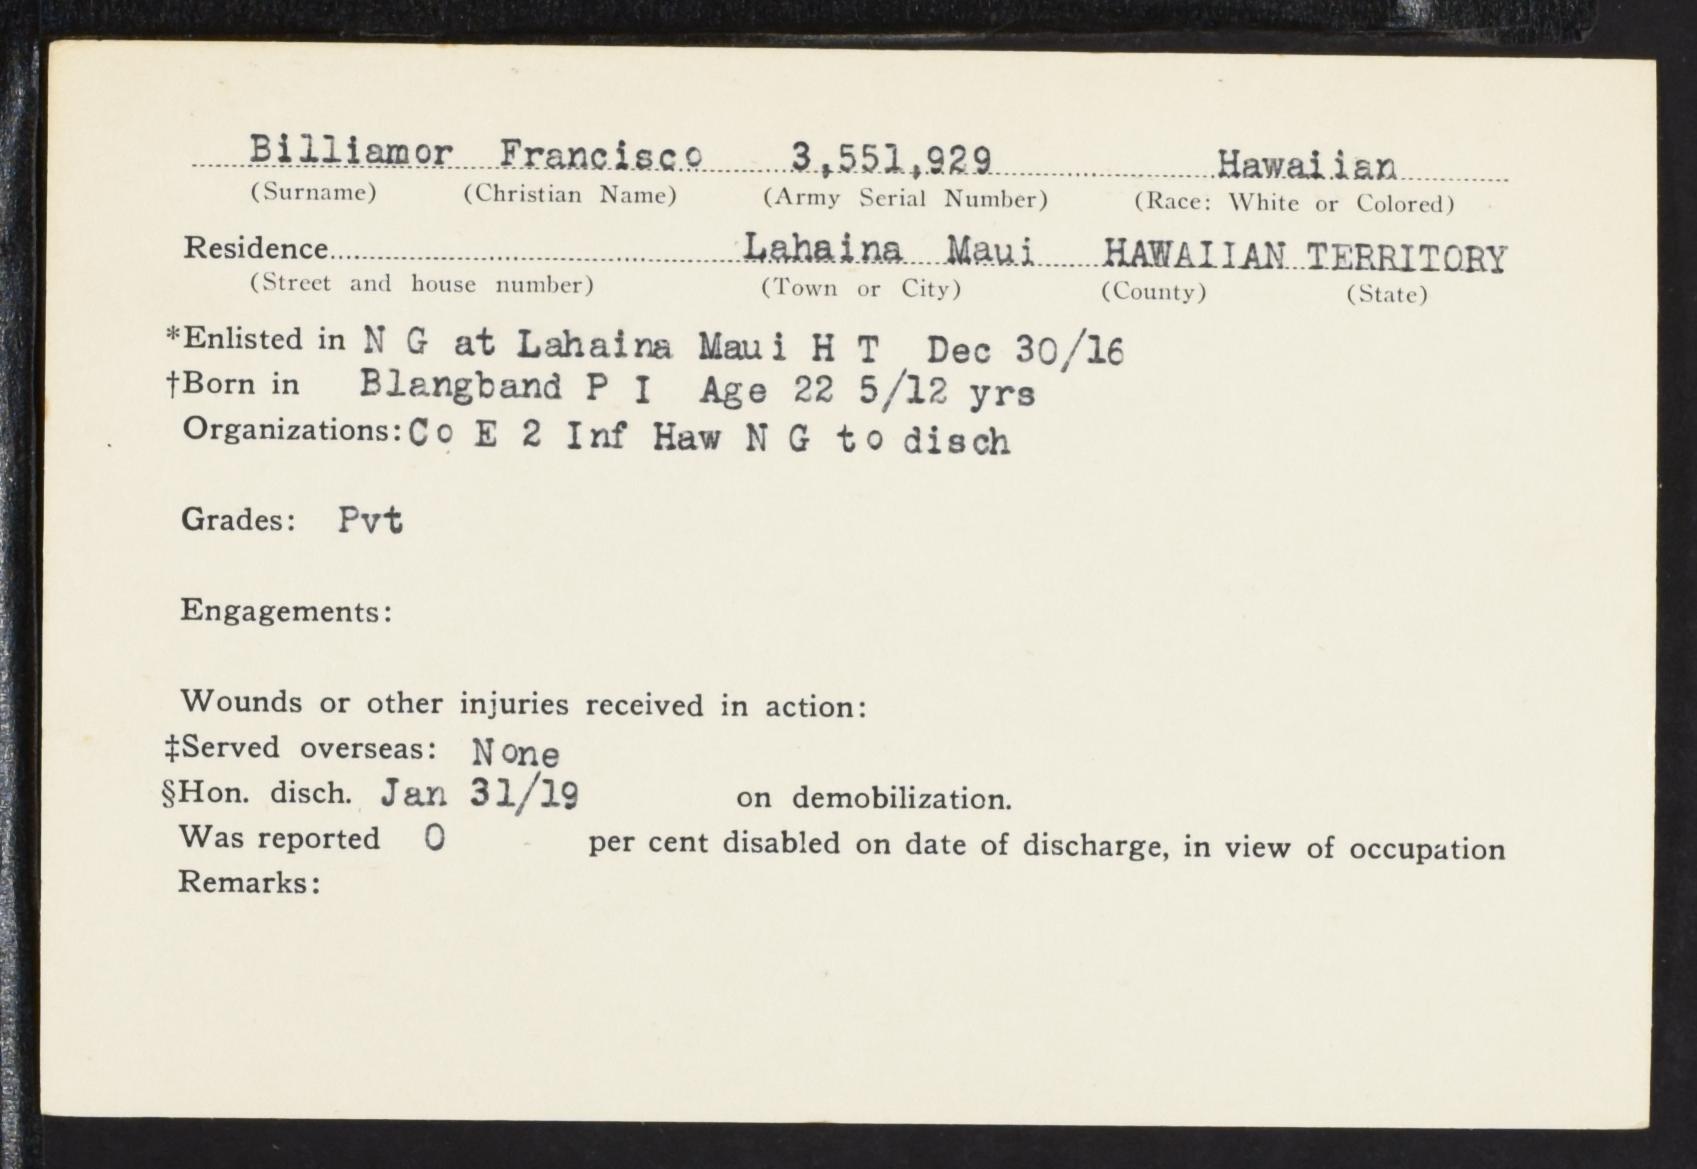 Billiamor Francisco 3,551,929 Hawaiian
(Surname) (Christian Name) (Army Serial Number) (Race: White or Colored)
Residence Lahaina Maui HAWAIIAN TERRITORY
(Street and house number) (Town or City) (County) (State)
*Enlisted in N G at Lahaina Maui H T Dec 30/16
†Born in Blangband P I Age 22 5/12 yrs
Organizations: Co E 2 Inf Haw N G to disch
Grades: Pvt
Engagements:
Wounds or other injuries received in action:
‡Served overseas: None
§Hon. disch. Jan 31/19 on demobilization.
Was reported 0 per cent disabled on date of discharge, in view of occupation
Remarks: